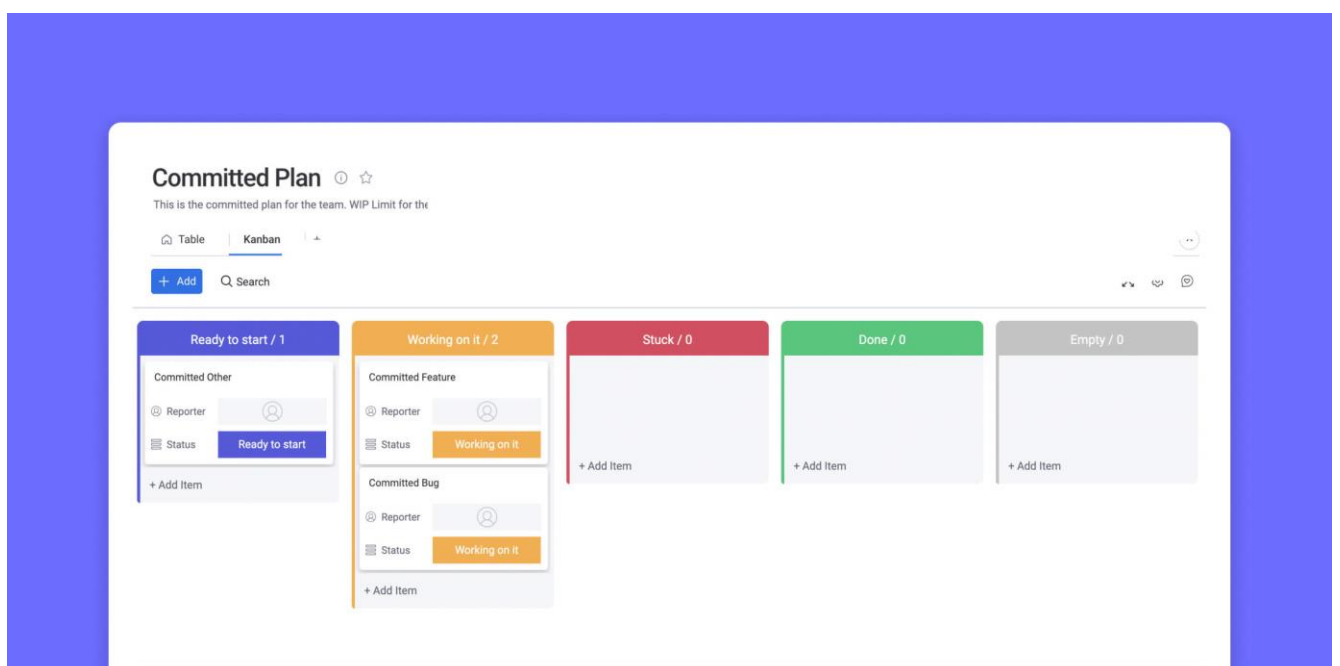 Committed Plan
This is the committed plan for the team. WIP Limit for the
Table
Kanban
+ Add
Search
Ready to start / 1
Working on it / 2
Stuck / 0
Done / 0
Empty / 0
Committed Other
Reporter
Status
Ready to start
+ Add Item
Committed Feature
Reporter
Status
Working on it
Committed Bug
Reporter
Status
Working on it
+ Add Item
+ Add Item
+ Add Item
+ Add Item